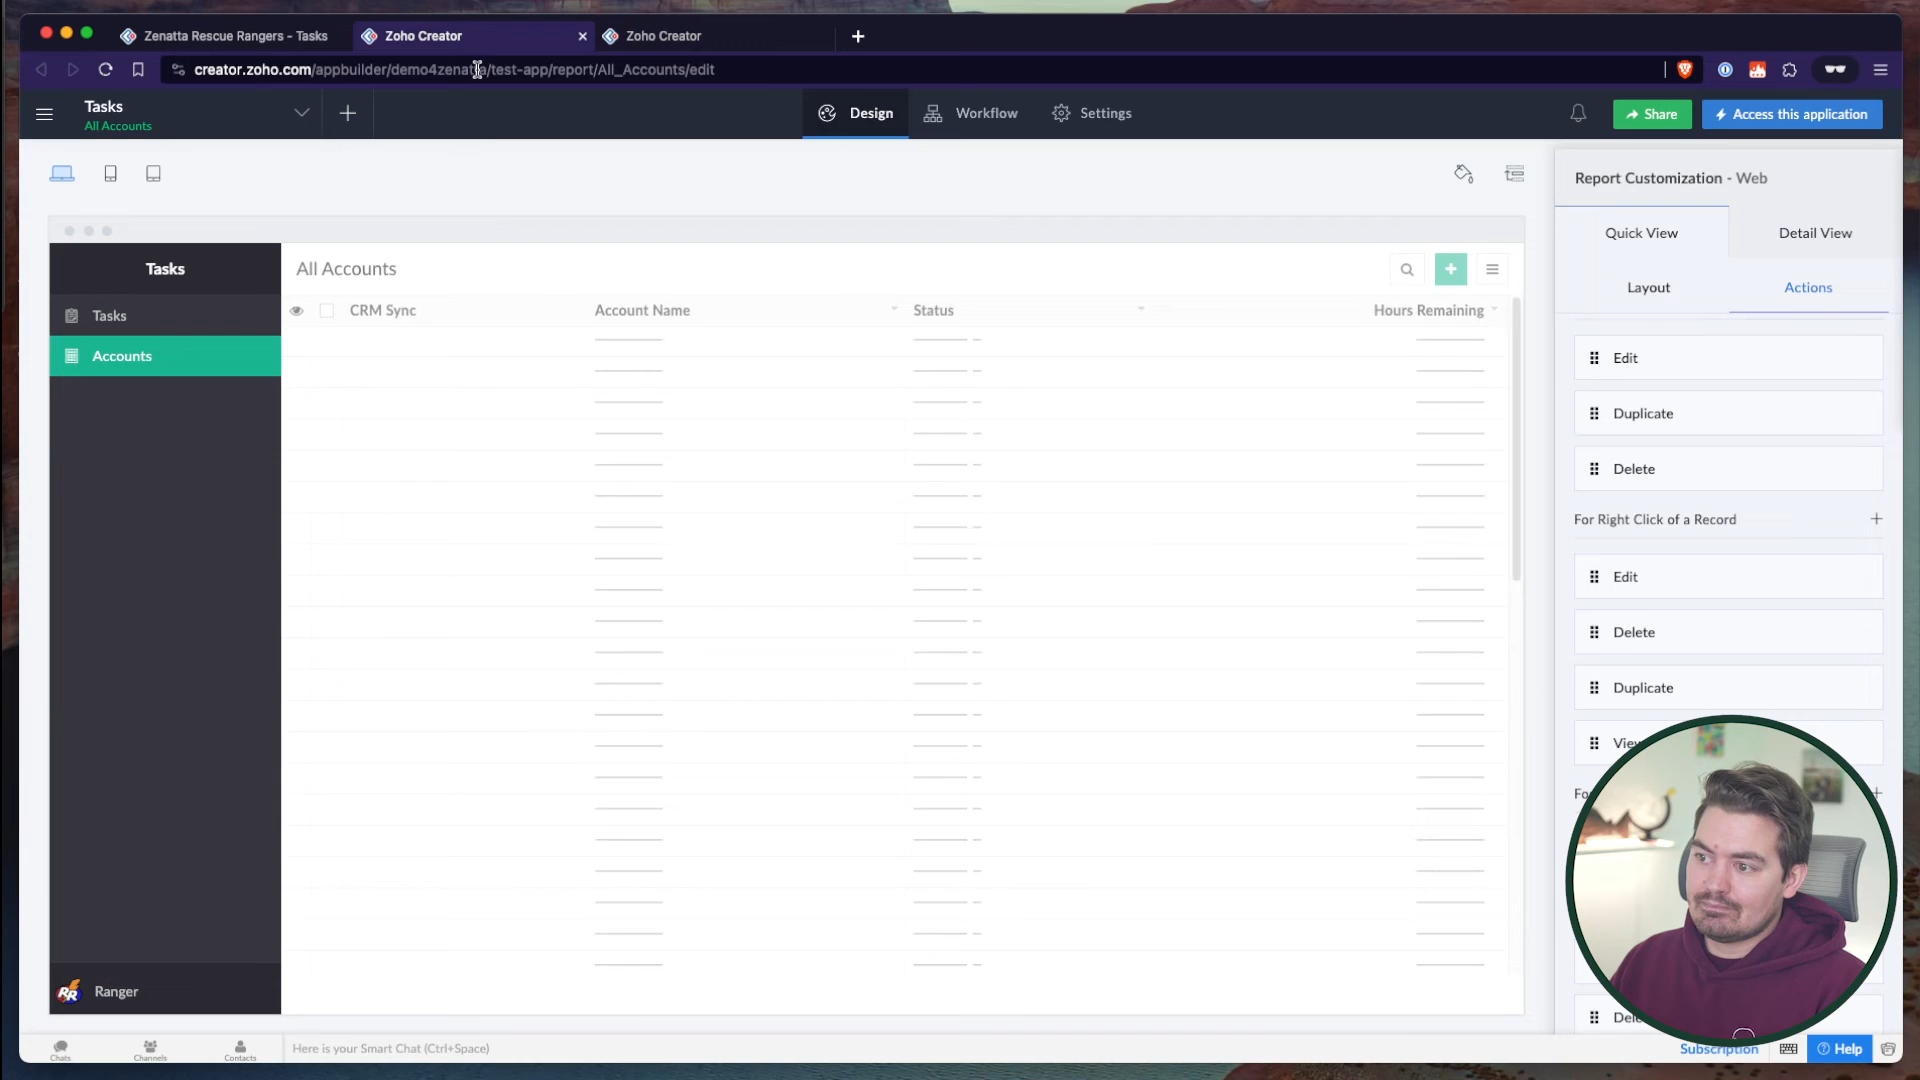 Zenatta Rescue Rangers - Tasks
Zoho Creator
Zoho Creator
creator.zoho.com/appbuilder/demo4zenatta/test-app/report/All_Accounts/edit
Tasks
All Accounts
Design
Workflow
Settings
Share
Access this application
Report Customization - Web
Quick View
Detail View
Layout
Actions
Edit
Duplicate
Delete
For Right Click of a Record
Edit
Delete
Duplicate
Tasks
Tasks
Accounts
All Accounts
CRM Sync
Account Name
Status
Hours Remaining
RR
Ranger
Chats
Channels
Contacts
Here is your Smart Chat (Ctrl+Space)
Subscription
Help